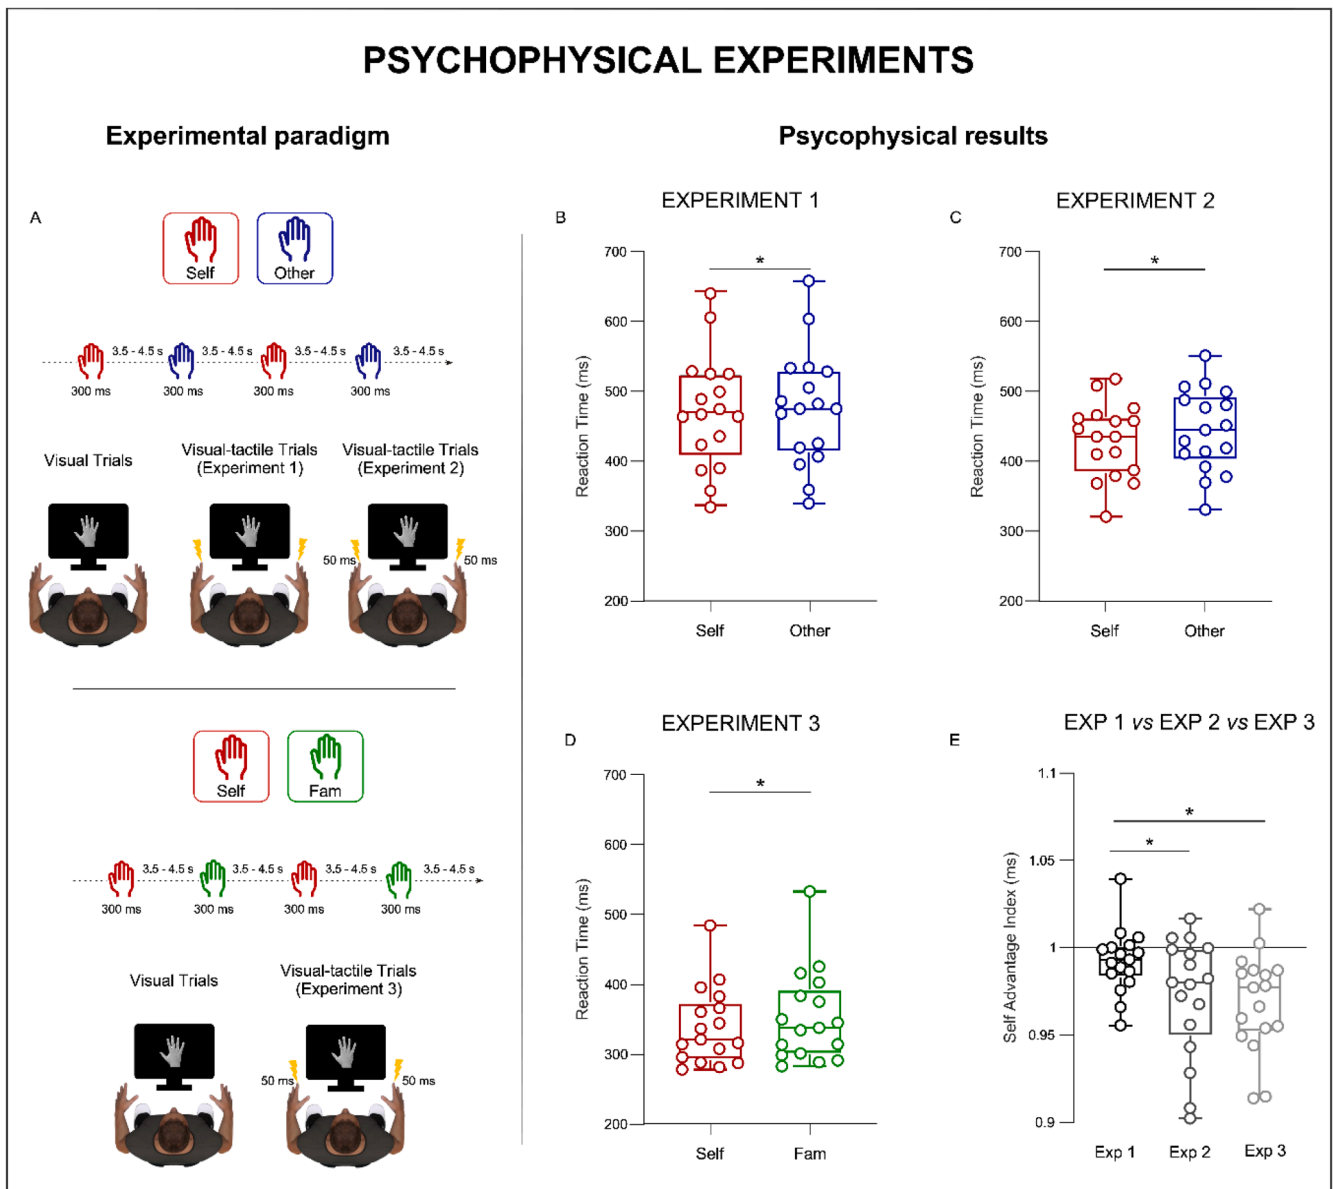 PSYCHOPHYSICAL EXPERIMENTS
Experimental paradigm
Psycophysical results
A
Self
Other
3.5 - 4.5 s
3.5 - 4.5 s
3.5 - 4.5 s
3.5 - 4.5 s
300 ms
300 ms
300 ms
300 ms
Visual Trials
Visual-tactile Trials
(Experiment 1)
Visual-tactile Trials
(Experiment 2)
50 ms
50 ms
Self
Fam
3.5 - 4.5 s
3.5 - 4.5 s
3.5 - 4.5 s
3.5 - 4.5 s
300 ms
300 ms
300 ms
300 ms
Visual Trials
Visual-tactile Trials
(Experiment 3)
50 ms
50 ms
B
EXPERIMENT 1
700
600
500
400
300
200
Reaction Time (ms)
*
Self
Other
C
EXPERIMENT 2
700
600
500
400
300
200
Reaction Time (ms)
*
Self
Other
D
EXPERIMENT 3
700
600
500
400
300
200
Reaction Time (ms)
*
Self
Fam
E
EXP 1 vs EXP 2 vs EXP 3
1.1
1.05
1
0.95
0.9
Self Advantage Index (ms)
*
*
Exp 1
Exp 2
Exp 3